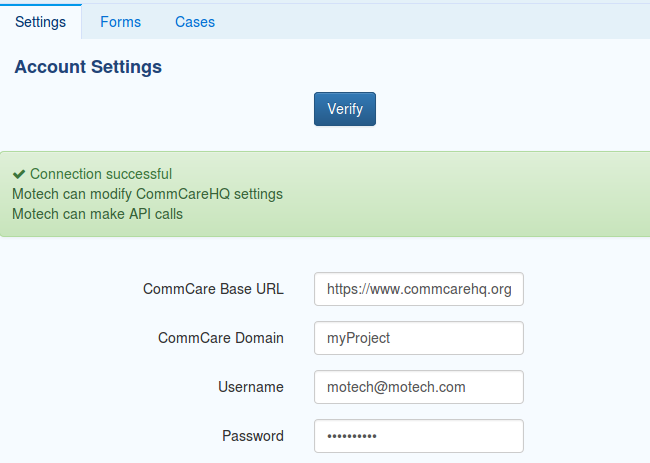 Settings Forms Cases
Account Settings
Verify
✔ Connection successful
Motech can modify CommCareHQ settings
Motech can make API calls
CommCare Base URL https://www.commcarehq.org
CommCare Domain myProject
Username motech@motech.com
Password ••••••••••